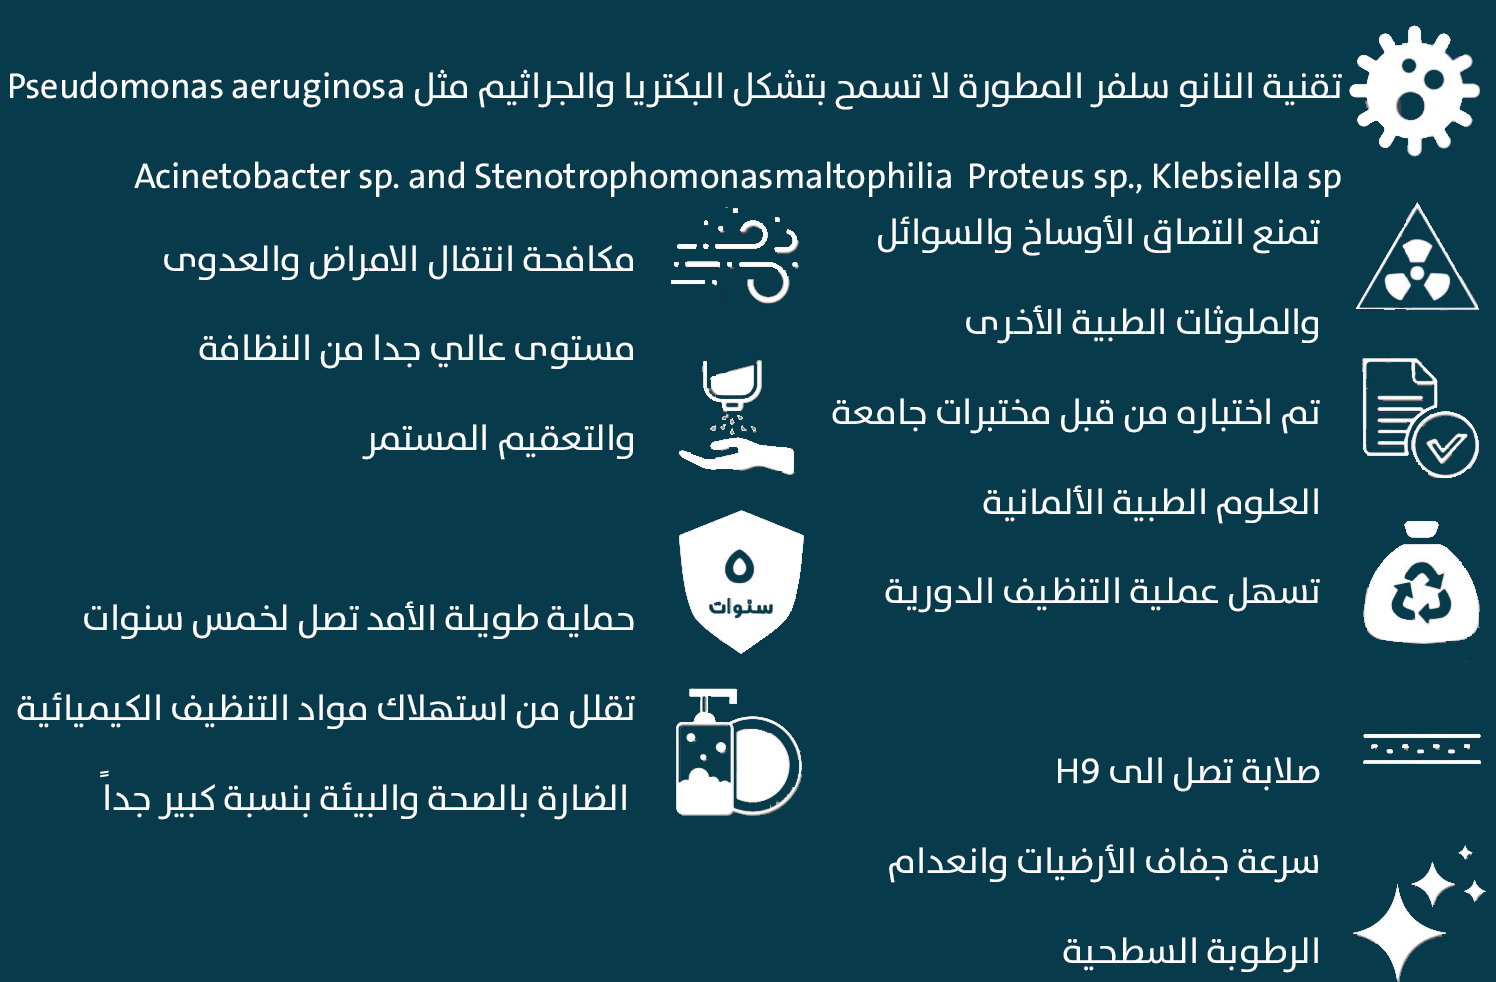 تقنية النانو سلفر المطورة لا تسمح بتشكل البكتريا والجراثيم مثل Pseudomonas aeruginosa
Acinetobacter sp. and Stenotrophomonasmaltophilia Proteus sp., Klebsiella sp
تمنع التصاق الأوساخ والسوائل
والملوثات الطبية الأخرى
تم اختباره من قبل مختبرات جامعة
العلوم الطبية الألمانية
تسهل عملية التنظيف الدورية
صلابة تصل الى H9
سرعة جفاف الأرضيات وانعدام
الرطوبة السطحية
مكافحة انتقال الامراض والعدوى
مستوى عالي جدا من النظافة
والتعقيم المستمر
٥
سنوات
حماية طويلة الأمد تصل لخمس سنوات
تقلل من استهلاك مواد التنظيف الكيميائية
الضارة بالصحة والبيئة بنسبة كبير جداً